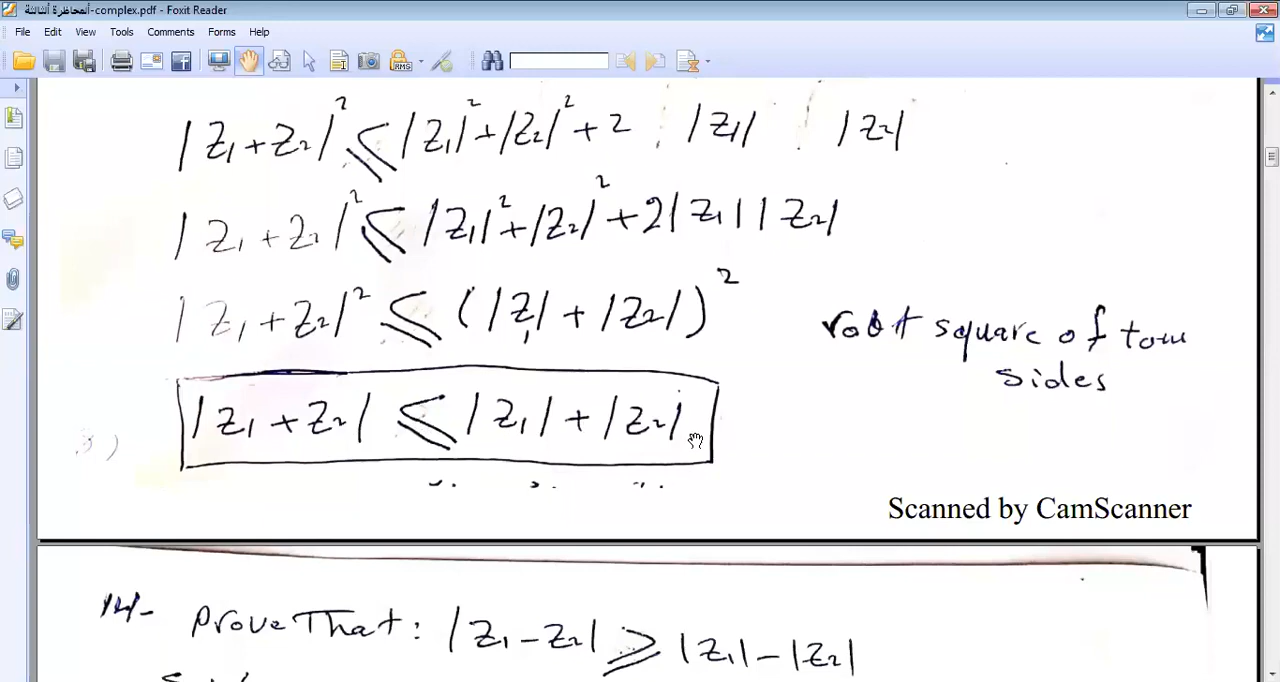 المحاضرة الثالثة-complex.pdf - Foxit Reader
File Edit View Tools Comments Forms Help
|Z₁+Z₂|² ≤ |Z₁|²+|Z₂|²+2 |Z₁| |Z₂|
|Z₁+Z₂|² ≤ |Z₁|²+|Z₂|²+2|Z₁||Z₂|
|Z₁+Z₂|² ≤ (|Z₁|+|Z₂|)²
root square of tow
sides
|Z₁+Z₂| ≤ |Z₁|+|Z₂|
3)
Scanned by CamScanner
14- Prove That: |Z₁-Z₂| ≥ |Z₁|-|Z₂|